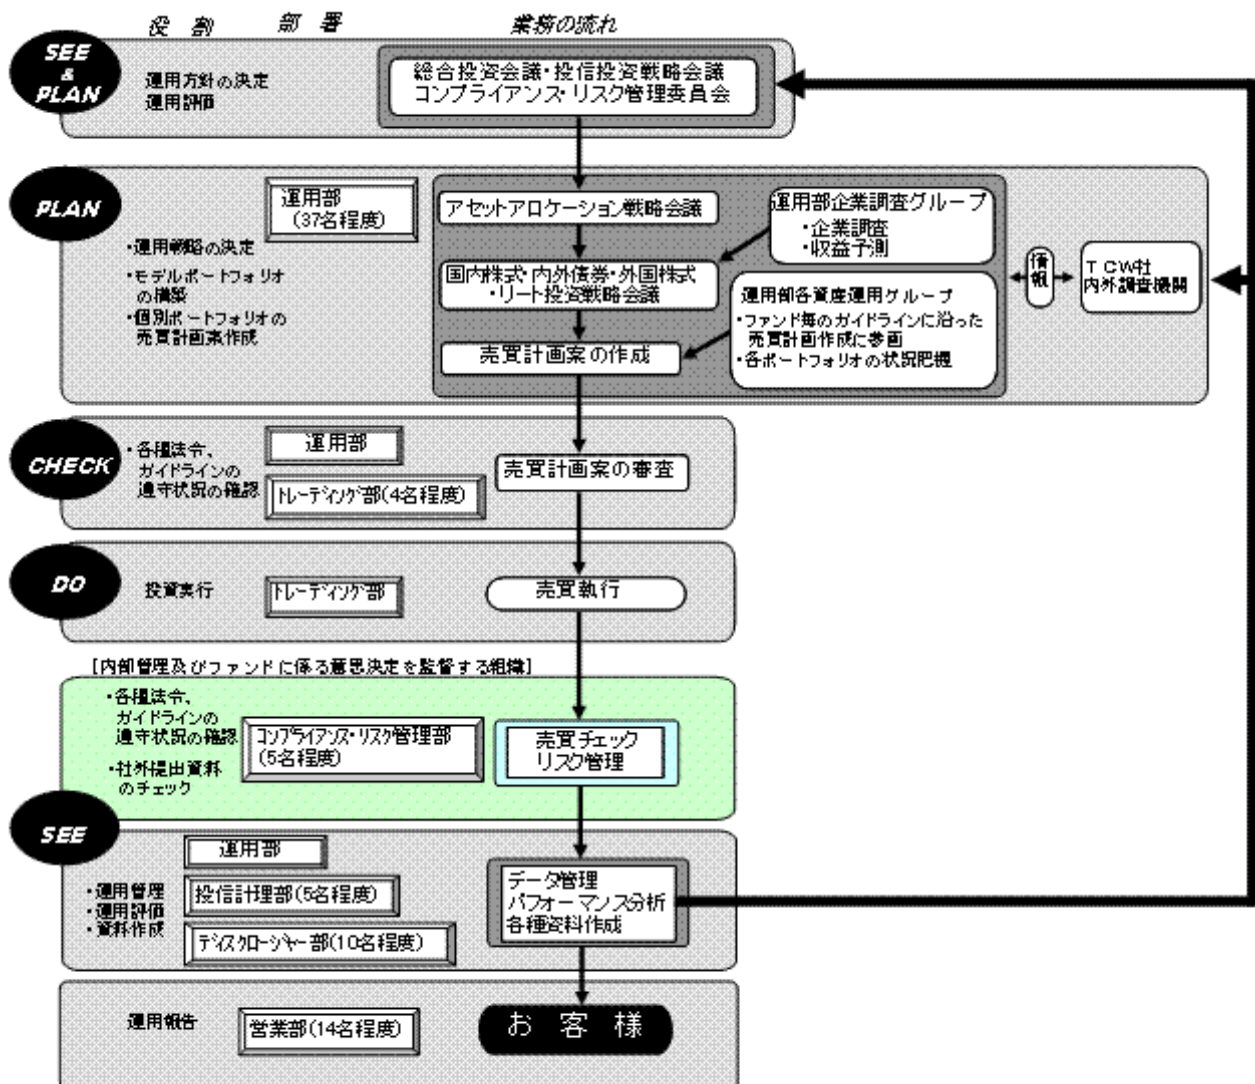 役 割 部 署 業務の流れ
SEE
&
PLAN
運用方針の決定
運用評価
総合投資会議・投信投資戦略会議
コンプライアンス・リスク管理委員会
PLAN
運用部
(37名程度)
・運用戦略の決定
・モデルポートフォリオ
の構築
・個別ポートフォリオの
売買計画案作成
アセットアロケーション戦略会議
運用部企業調査グループ
・企業調査
・収益予測
国内株式・内外債券・外国株式
・リート投資戦略会議
運用部各資産運用グループ
・ファンド毎のガイドラインに沿った
売買計画作成に参画
・各ポートフォリオの状況把握
売買計画案の作成
情報
TCW社
内外調査機関
CHECK
・各種法令、
ガイドラインの
遵守状況の確認
運用部
トレーディング部(4名程度)
売買計画案の審査
DO
投資実行
トレーディング部
売買執行
[内部管理及びファンドに係る意思決定を監督する組織]
・各種法令、
ガイドラインの
遵守状況の確認
・社外提出資料
のチェック
コンプライアンス・リスク管理部
(5名程度)
売買チェック
リスク管理
SEE
・運用管理
・運用評価
・資料作成
運用部
投信計理部(5名程度)
ディスクロージャー部(10名程度)
データ管理
パフォーマンス分析
各種資料作成
運用報告
営業部(14名程度)
お 客 様